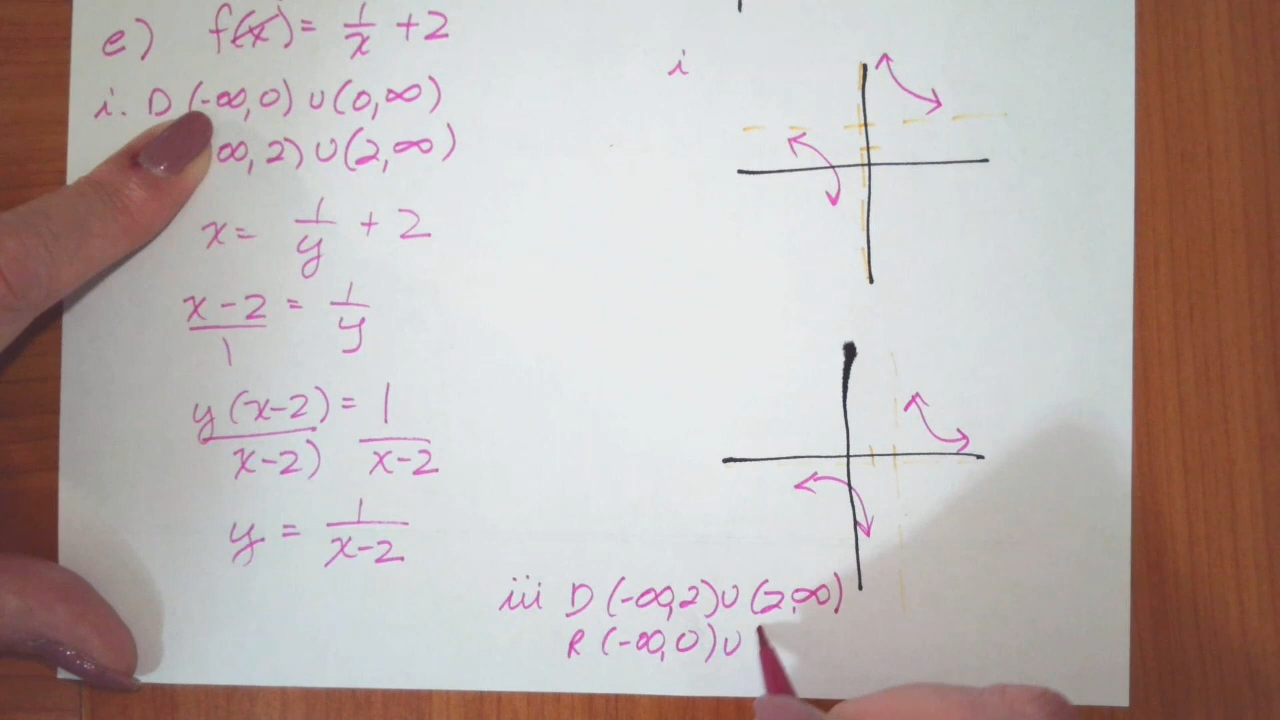 e) f(x) = 1/x + 2
i. D (-∞, 0) ∪ (0, ∞)
∞, 2) ∪ (2, ∞)
x = 1/y + 2
x - 2 / 1 = 1/y
y(x-2) / x-2) = 1 / x-2
y = 1 / x-2
i
iii D (-∞, 2) ∪ (2, ∞)
R (-∞, 0) ∪